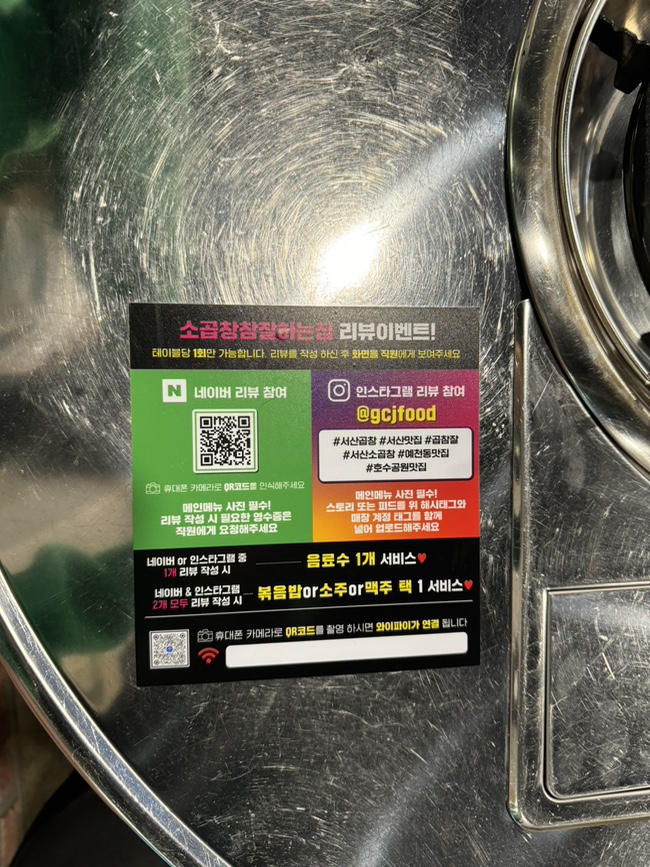 소곱창참잘하는집 리뷰이벤트!
테이블당 1회만 가능합니다. 리뷰를 작성 하신 후 화면을 직원에게 보여주세요
N 네이버 리뷰 참여
휴대폰 카메라로 QR코드를 인식해주세요
메인메뉴 사진 필수!
리뷰 작성 시 필요한 영수증은
직원에게 요청해주세요
인스타그램 리뷰 참여
@gcjfood
#서산곱창 #서산맛집 #곱참잘
#서산소곱창 #예천동맛집
#호수공원맛집
메인메뉴 사진 필수!
스토리 또는 피드를 위 해시태그와
매장 계정 태그를 함께
넣어 업로드해주세요
네이버 or 인스타그램 중
1개 리뷰 작성 시
음료수 1개 서비스♥
네이버 & 인스타그램
2개 모두 리뷰 작성 시
볶음밥or소주or맥주 택 1 서비스♥
휴대폰 카메라로 QR코드를 촬영 하시면 와이파이가 연결 됩니다